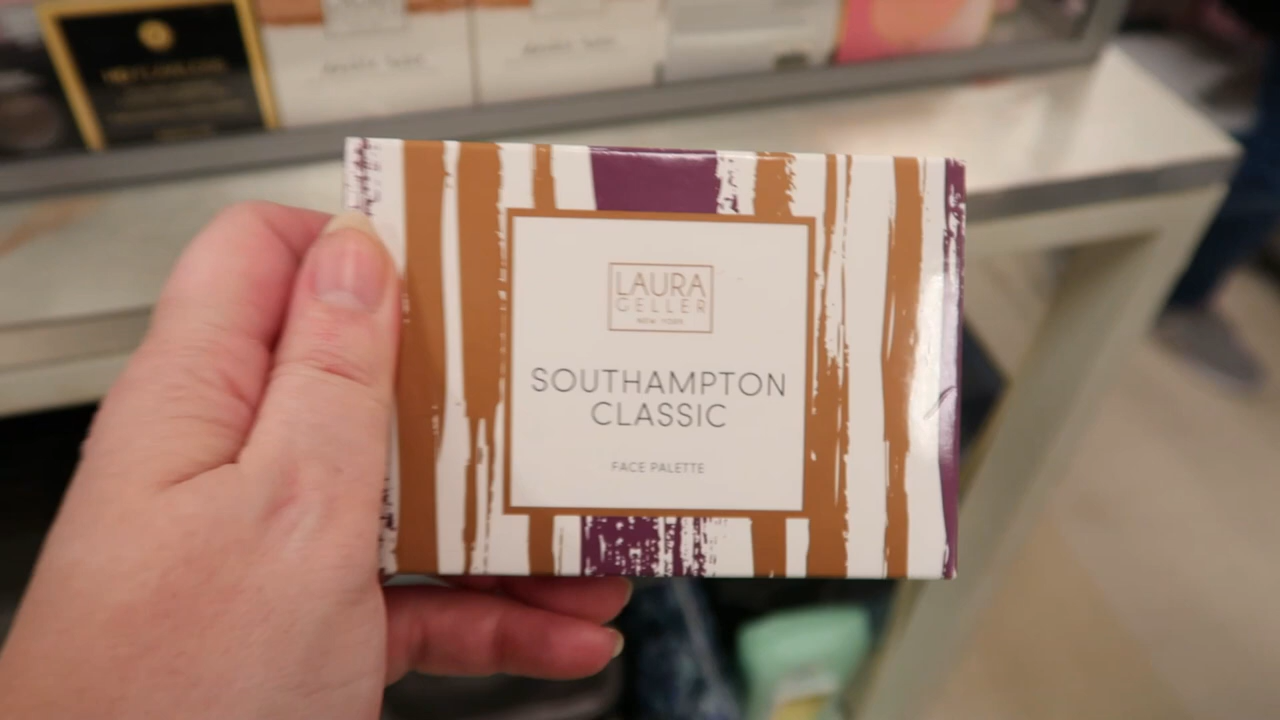 LAURA
GELLER
NEW YORK
SOUTHAMPTON
CLASSIC
FACE PALETTE